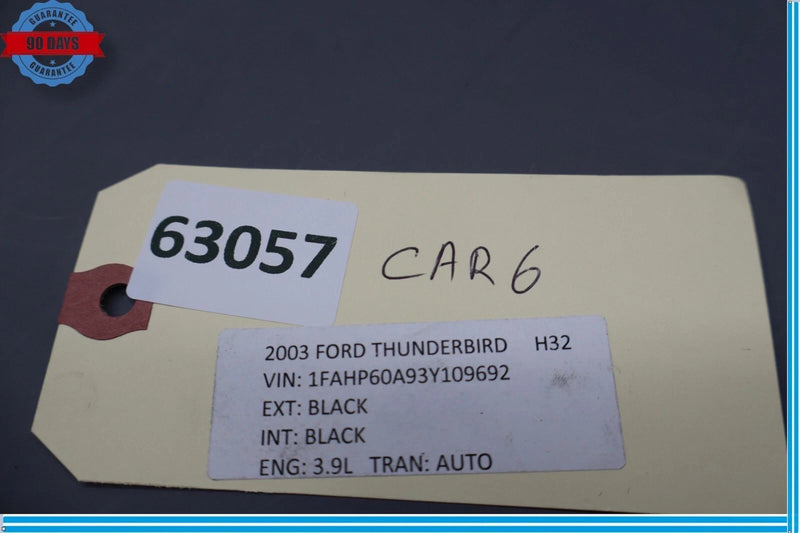 GUARANTEE
90 DAYS
GUARANTEE
63057
CAR 6
2003 FORD THUNDERBIRD H32
VIN: 1FAHP60A93Y109692
EXT: BLACK
INT: BLACK
ENG: 3.9L TRAN: AUTO